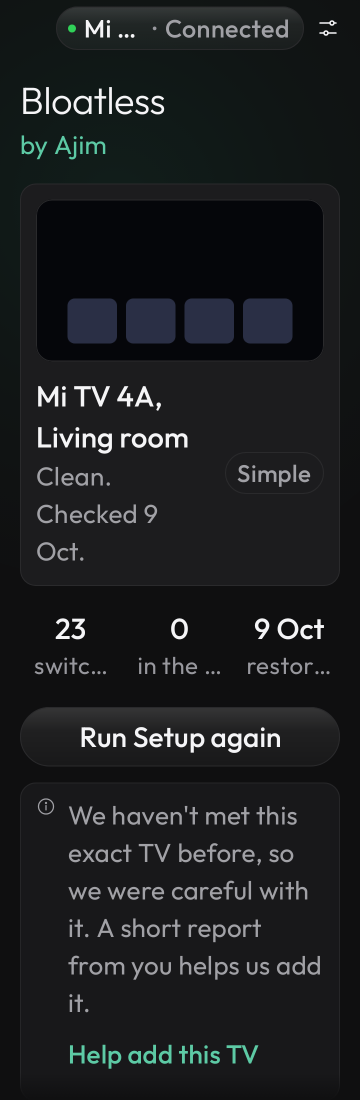 Mi ... · Connected
Bloatless
by Ajim
Mi TV 4A,
Living room
Clean.
Checked 9
Oct.
Simple
23
0
9 Oct
switc...
in the ...
restor...
Run Setup again
We haven't met this
exact TV before, so
we were careful with
it. A short report
from you helps us add
it.
Help add this TV